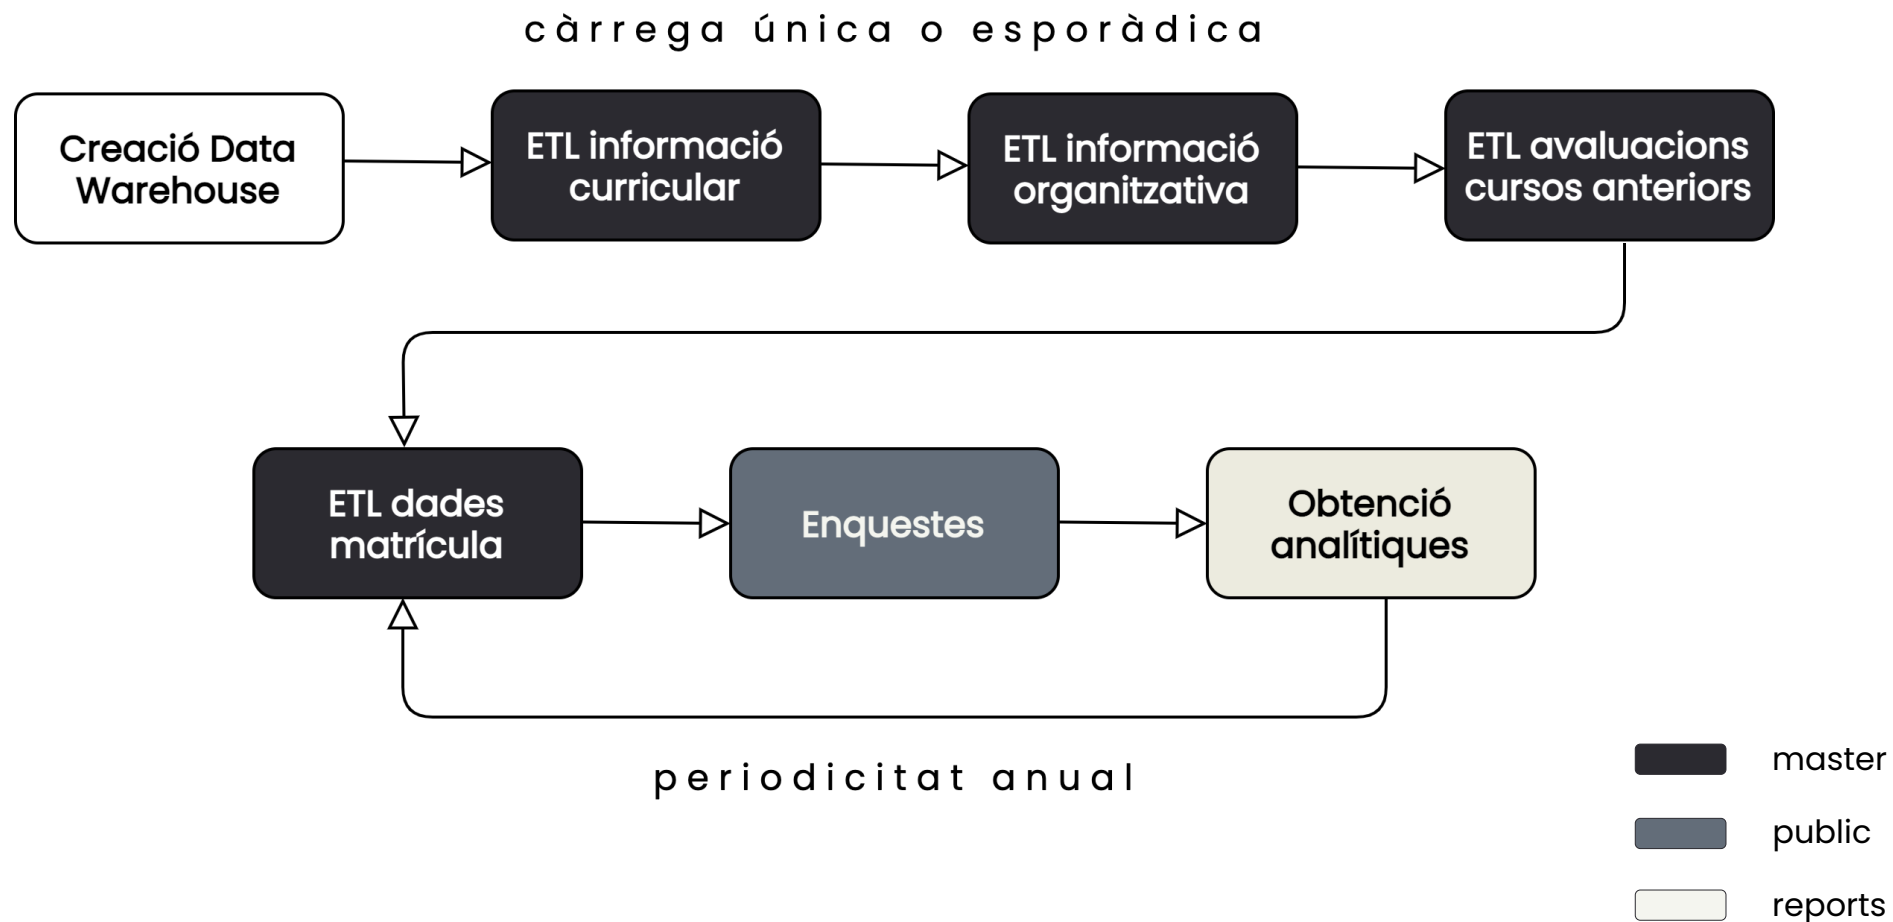 càrrega única o esporàdica
Creació Data
Warehouse
ETL informació
curricular
ETL informació
organitzativa
ETL avaluacions
cursos anteriors
ETL dades
matrícula
Enquestes
Obtenció
analítiques
periodicitat anual
master
public
reports